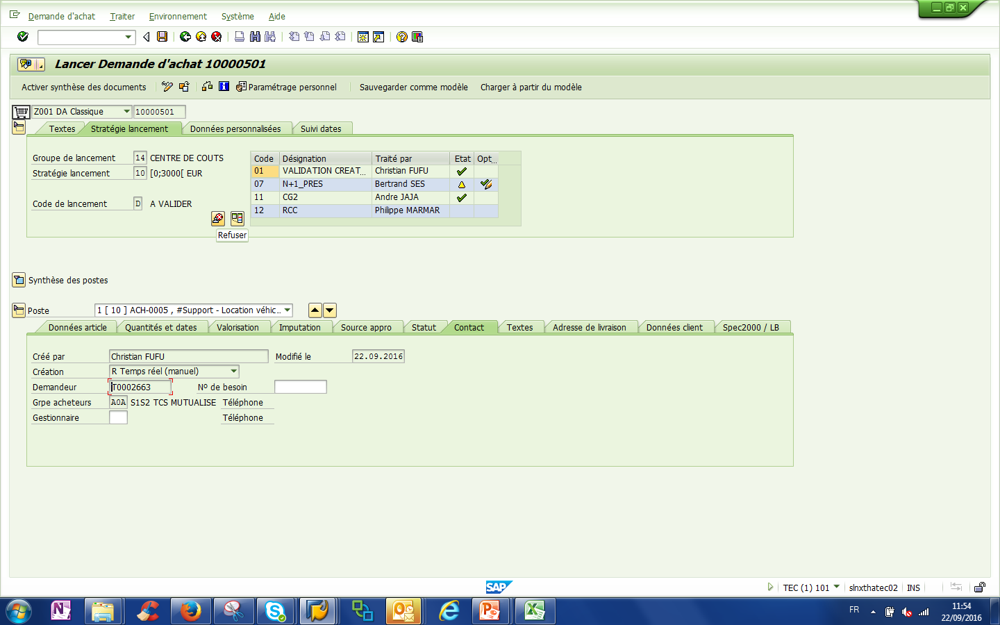 Demande d'achat Traiter Environnement Système Aide
Lancer Demande d'achat 10000501
Activer synthèse des documents Paramétrage personnel Sauvegarder comme modèle Charger à partir du modèle
Z001 DA Classique 10000501
Textes Stratégie lancement Données personnalisées Suivi dates
Groupe de lancement 14 CENTRE DE COUTS
Stratégie lancement 10 [0;3000[ EUR
Code de lancement D A VALIDER
Refuser
Code Désignation Traité par Etat Opt...
01 VALIDATION CREAT... Christian FUFU
07 N+1_PRES Bertrand SES
11 CG2 Andre JAJA
12 RCC Philippe MARMAR
Synthèse des postes
Poste 1 [ 10 ] ACH-0005 , #Support - Location véhic...
Données article Quantités et dates Valorisation Imputation Source appro Statut Contact Textes Adresse de livraison Données client Spec2000 / LB
Créé par Christian FUFU Modifié le 22.09.2016
Création R Temps réel (manuel)
Demandeur T0002663 Nº de besoin
Grpe acheteurs A0A S1S2 TCS MUTUALISE Téléphone
Gestionnaire Téléphone
SAP
TEC (1) 101 slnxthatec02 INS
FR 11:54
22/09/2016